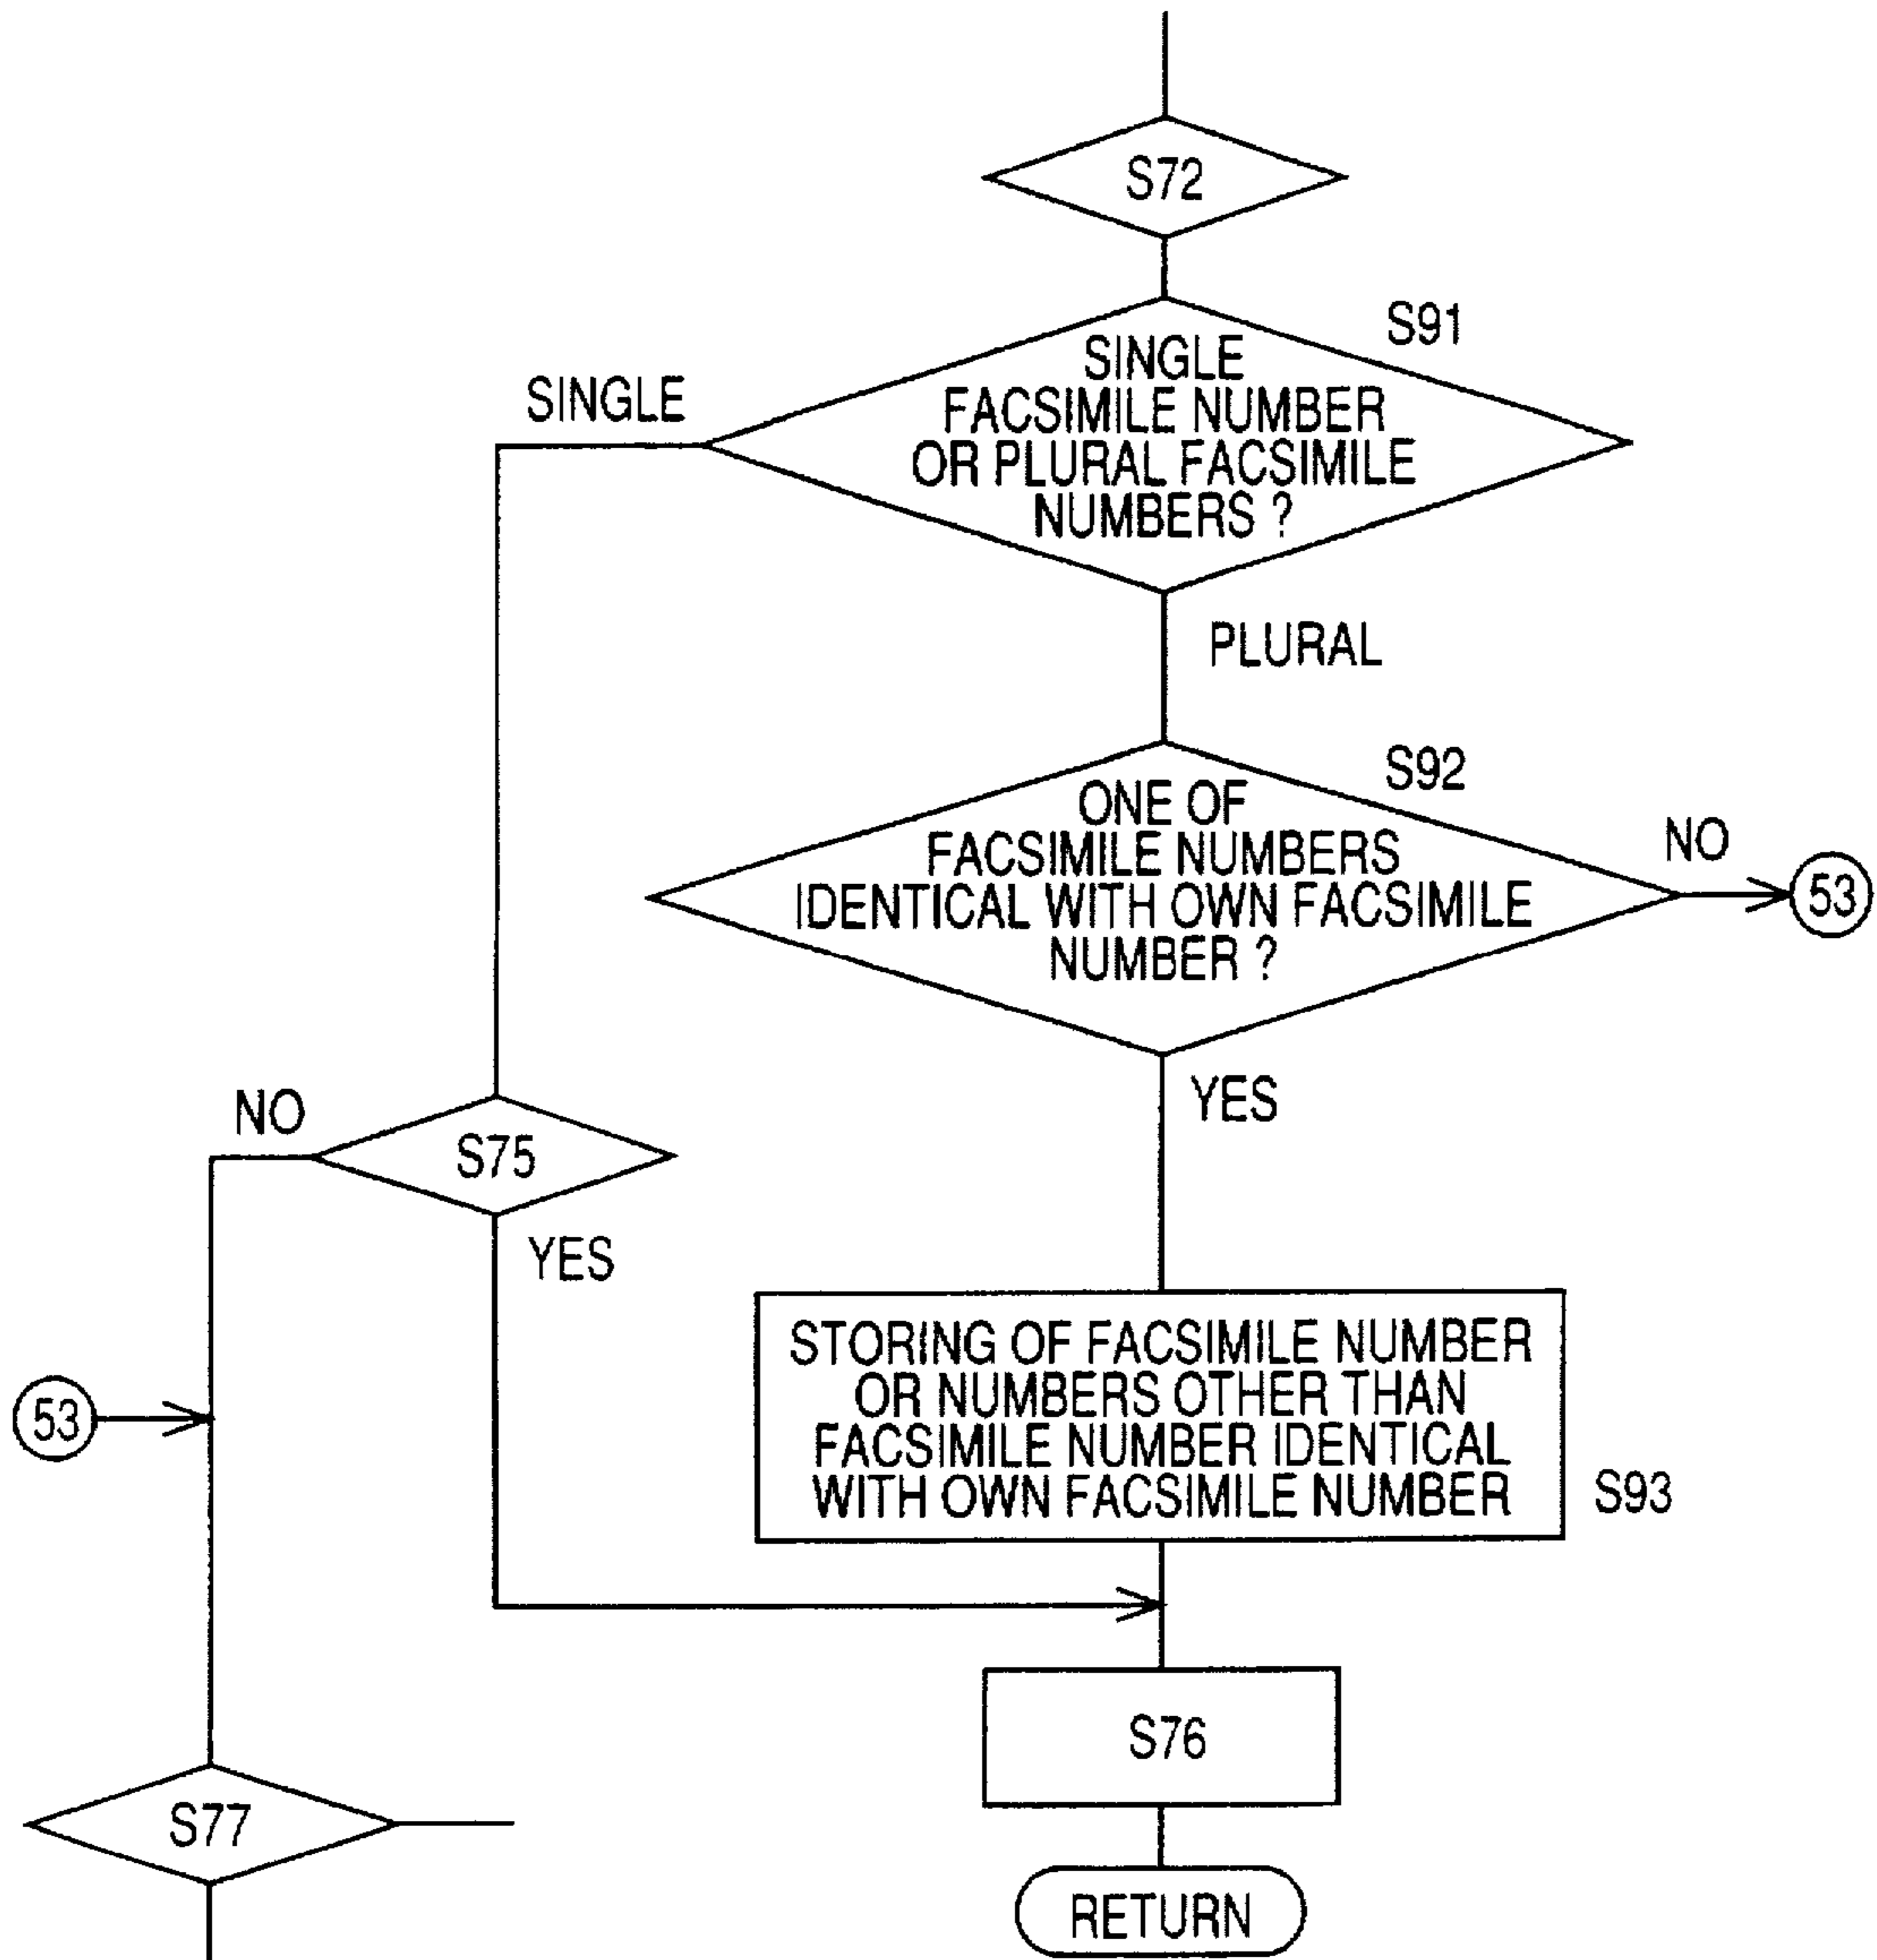 S72
S91
SINGLE
FACSIMILE NUMBER
OR PLURAL FACSIMILE
NUMBERS ?
SINGLE
PLURAL
S92
ONE OF
FACSIMILE NUMBERS
IDENTICAL WITH OWN FACSIMILE
NUMBER ?
NO
53
YES
NO
S75
YES
STORING OF FACSIMILE NUMBER
OR NUMBERS OTHER THAN
FACSIMILE NUMBER IDENTICAL
WITH OWN FACSIMILE NUMBER
S93
53
S76
S77
RETURN